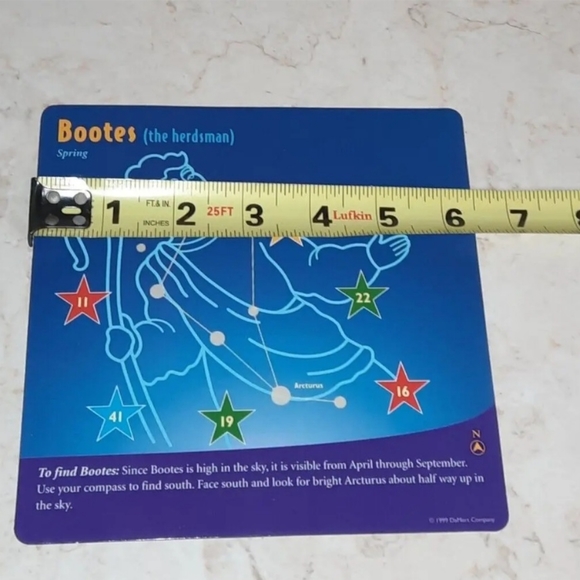 Bootes (the herdsman)
Spring
FT.& IN.
INCHES
1 2 25FT 3 4 Lufkin 5 6 7
11
22
Arcturus
16
41
19
N
To find Bootes: Since Bootes is high in the sky, it is visible from April through September.
Use your compass to find south. Face south and look for bright Arcturus about half way up in
the sky.
© 1999 DaMert Company